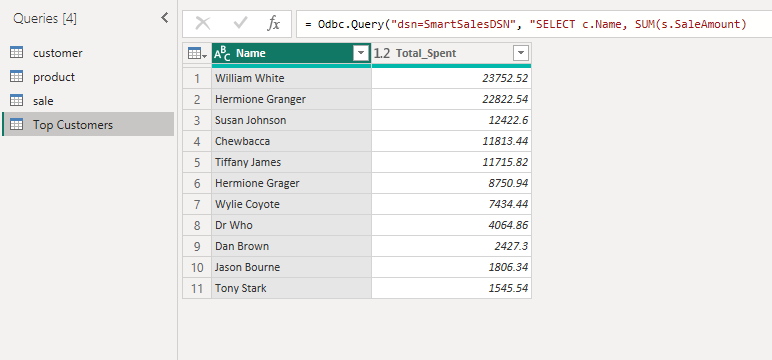 Queries [4]
customer
product
sale
Top Customers
fx = Odbc.Query("dsn=SmartSalesDSN", "SELECT c.Name, SUM(s.SaleAmount)
ABC Name 1.2 Total_Spent
1 William White 23752.52
2 Hermione Granger 22822.54
3 Susan Johnson 12422.6
4 Chewbacca 11813.44
5 Tiffany James 11715.82
6 Hermione Grager 8750.94
7 Wylie Coyote 7434.44
8 Dr Who 4064.86
9 Dan Brown 2427.3
10 Jason Bourne 1806.34
11 Tony Stark 1545.54